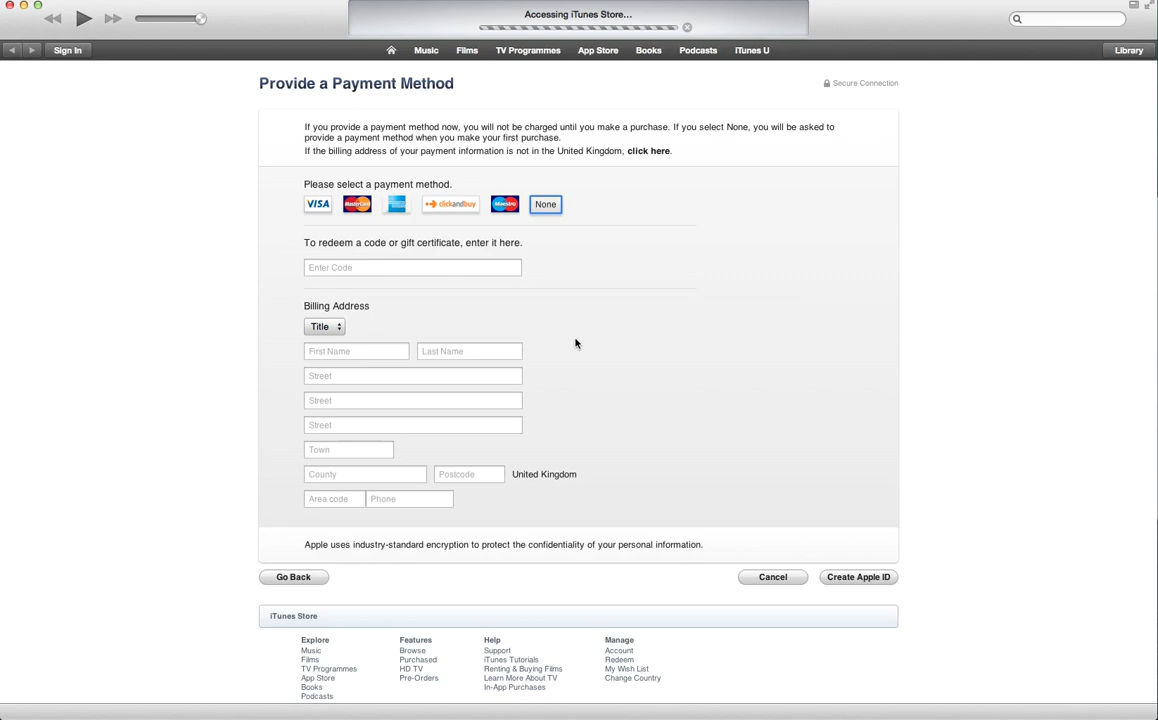 Accessing iTunes Store...
Sign In
Music Films TV Programmes App Store Books Podcasts iTunes U
Library
Provide a Payment Method
Secure Connection
If you provide a payment method now, you will not be charged until you make a purchase. If you select None, you will be asked to
provide a payment method when you make your first purchase.
If the billing address of your payment information is not in the United Kingdom, click here.
Please select a payment method.
VISA MasterCard clickandbuy Maestro None
To redeem a code or gift certificate, enter it here.
Enter Code
Billing Address
Title
First Name Last Name
Street
Street
Street
Town
County Postcode United Kingdom
Area code Phone
Apple uses industry-standard encryption to protect the confidentiality of your personal information.
Go Back Cancel Create Apple ID
iTunes Store
Explore
Music
Films
TV Programmes
App Store
Books
Podcasts
Features
Browse
Purchased
HD TV
Pre-Orders
Help
Support
iTunes Tutorials
Renting & Buying Films
Learn More About TV
In-App Purchases
Manage
Account
Redeem
My Wish List
Change Country